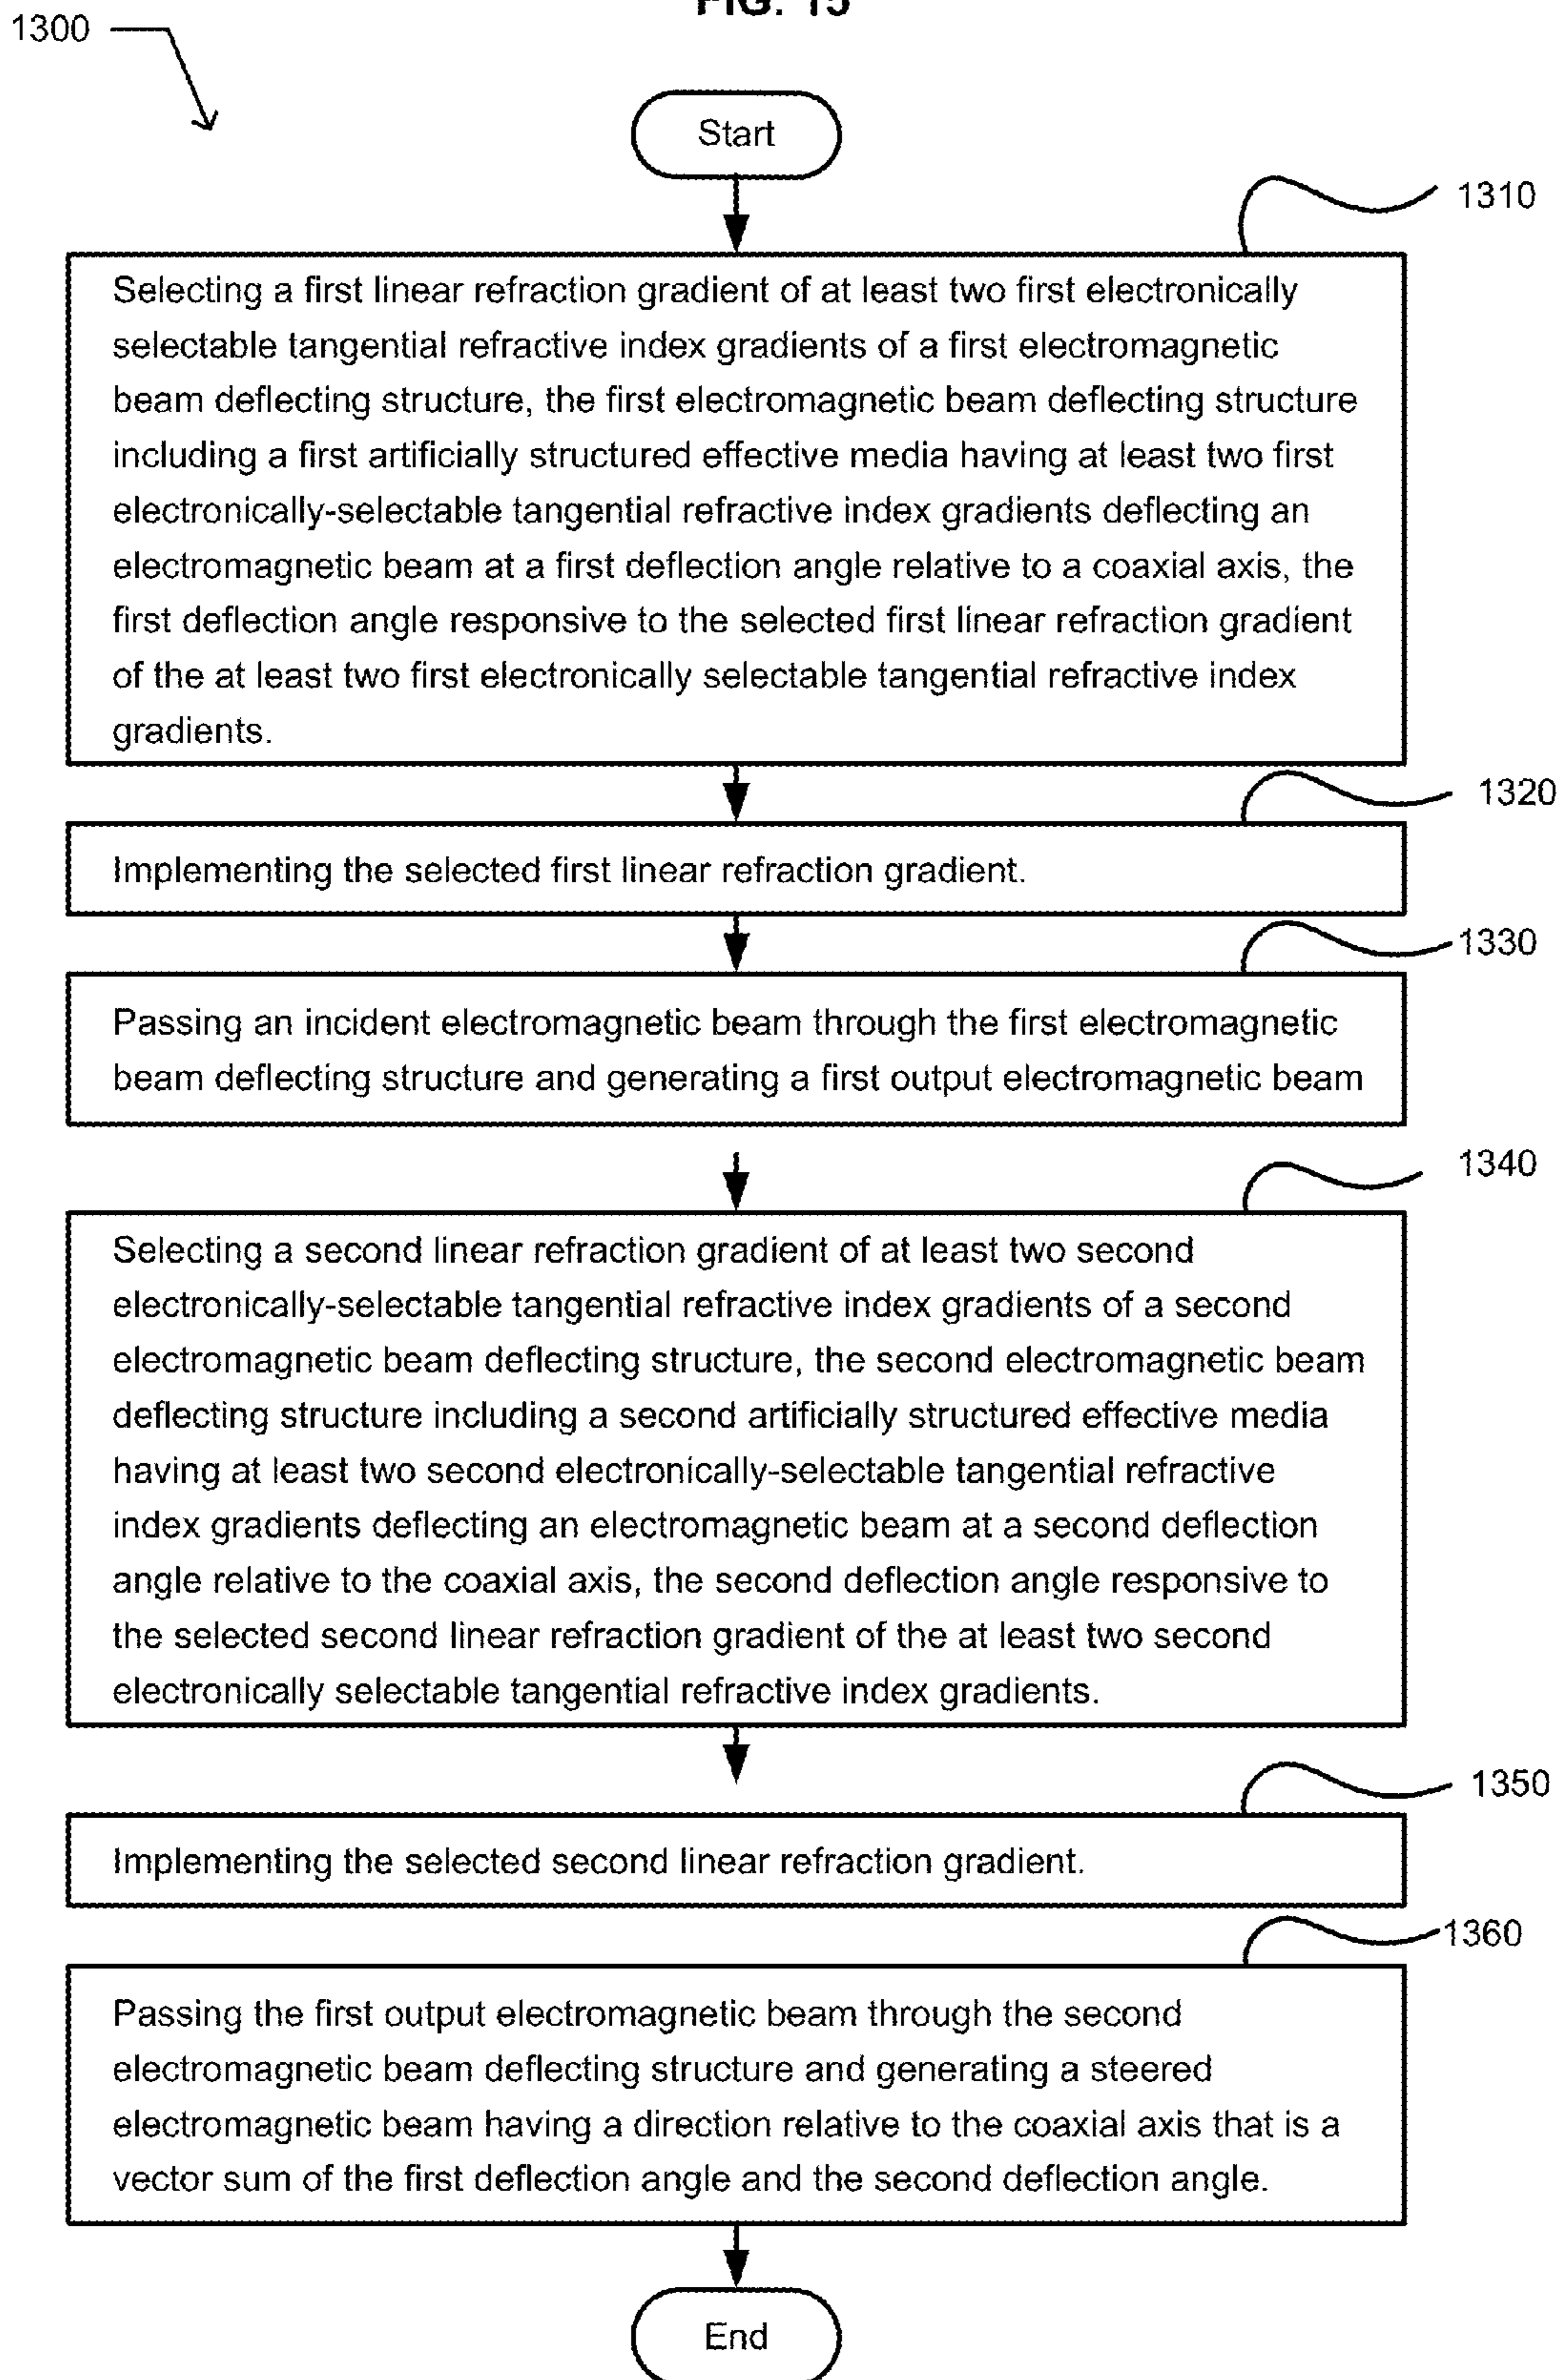 FIG. 15
1300
Start
1310
Selecting a first linear refraction gradient of at least two first electronically
selectable tangential refractive index gradients of a first electromagnetic
beam deflecting structure, the first electromagnetic beam deflecting structure
including a first artificially structured effective media having at least two first
electronically-selectable tangential refractive index gradients deflecting an
electromagnetic beam at a first deflection angle relative to a coaxial axis, the
first deflection angle responsive to the selected first linear refraction gradient
of the at least two first electronically selectable tangential refractive index
gradients.
1320
Implementing the selected first linear refraction gradient.
1330
Passing an incident electromagnetic beam through the first electromagnetic
beam deflecting structure and generating a first output electromagnetic beam
1340
Selecting a second linear refraction gradient of at least two second
electronically-selectable tangential refractive index gradients of a second
electromagnetic beam deflecting structure, the second electromagnetic beam
deflecting structure including a second artificially structured effective media
having at least two second electronically-selectable tangential refractive
index gradients deflecting an electromagnetic beam at a second deflection
angle relative to the coaxial axis, the second deflection angle responsive to
the selected second linear refraction gradient of the at least two second
electronically selectable tangential refractive index gradients.
1350
Implementing the selected second linear refraction gradient.
1360
Passing the first output electromagnetic beam through the second
electromagnetic beam deflecting structure and generating a steered
electromagnetic beam having a direction relative to the coaxial axis that is a
vector sum of the first deflection angle and the second deflection angle.
End